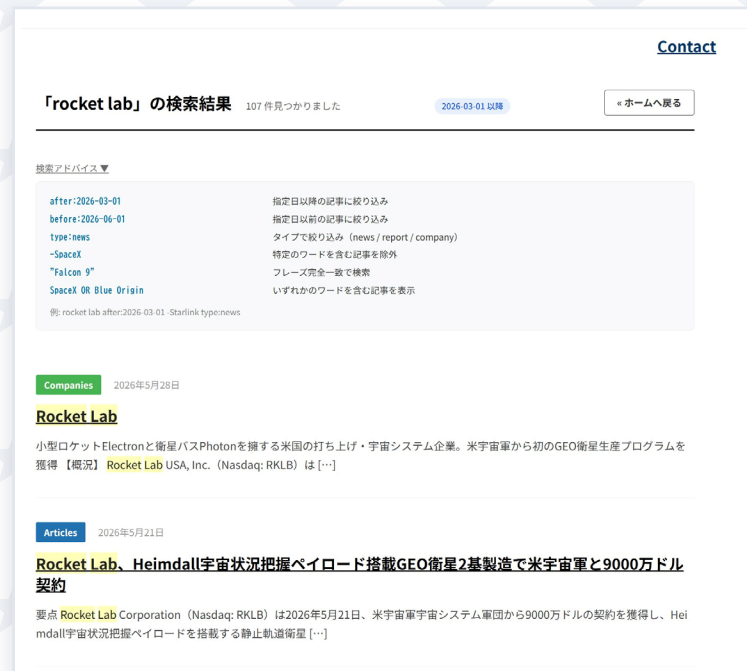 Contact
「rocket lab」の検索結果 107 件見つかりました 2026-03-01 以降 « ホームへ戻る
検索アドバイス ▼
after:2026-03-01 指定日以降の記事に絞り込み
before:2026-06-01 指定日以前の記事に絞り込み
type:news タイプで絞り込み（news / report / company）
-SpaceX 特定のワードを含む記事を除外
"Falcon 9" フレーズ完全一致で検索
SpaceX OR Blue Origin いずれかのワードを含む記事を表示
例: rocket lab after:2026-03-01 -Starlink type:news
Companies 2026年5月28日
Rocket Lab
小型ロケットElectronと衛星バスPhotonを擁する米国の打ち上げ・宇宙システム企業。米宇宙軍から初のGEO衛星生産プログラムを
獲得 【概況】 Rocket Lab USA, Inc.（Nasdaq: RKLB）は […]
Articles 2026年5月21日
Rocket Lab、Heimdall宇宙状況把握ペイロード搭載GEO衛星2基製造で米宇宙軍と9000万ドル
契約
要点 Rocket Lab Corporation（Nasdaq: RKLB）は2026年5月21日、米宇宙軍宇宙システム軍団から9000万ドルの契約を獲得し、Hei
mdall宇宙状況把握ペイロードを搭載する静止軌道衛星 […]